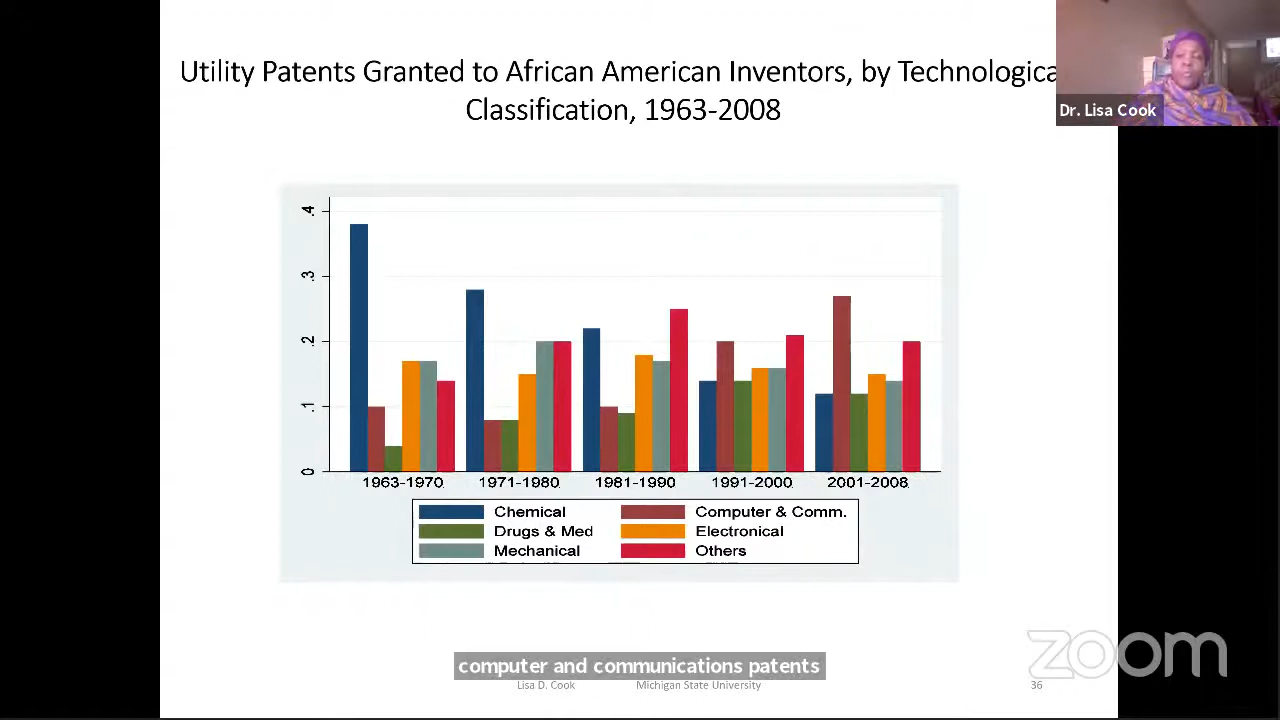 Utility Patents Granted to African American Inventors, by Technologica
Classification, 1963-2008
Dr. Lisa Cook
.4
.3
.2
.1
0
1963-1970 1971-1980 1981-1990 1991-2000 2001-2008
Chemical Computer & Comm.
Drugs & Med Electronical
Mechanical Others
computer and communications patents
Lisa D. Cook Michigan State University 36
zoom